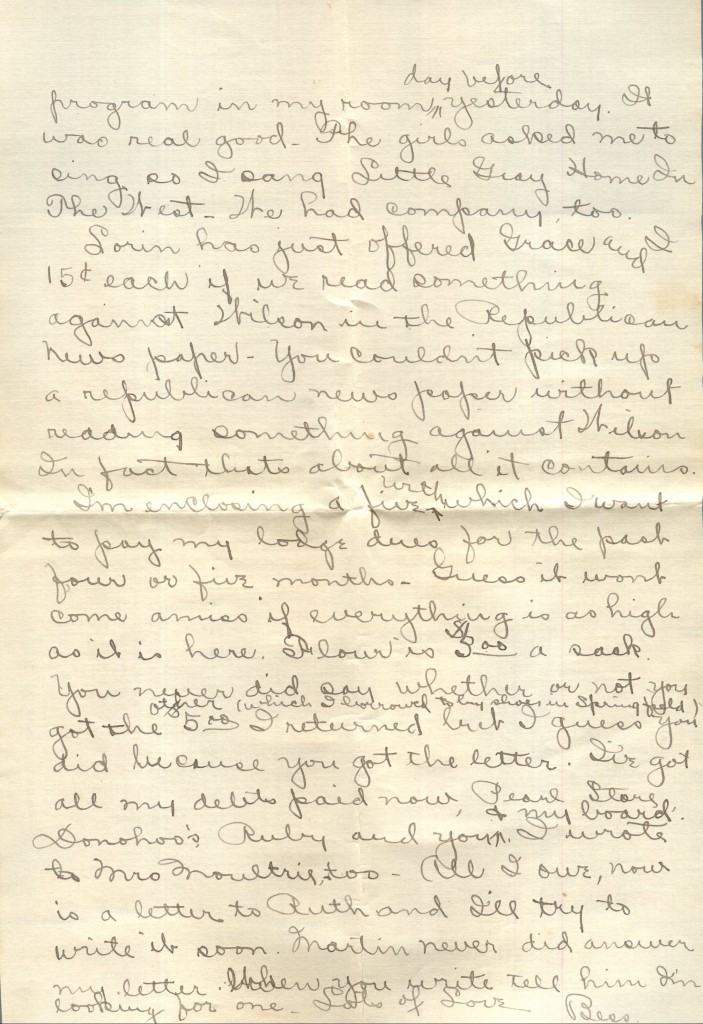 day before
program in my room, yesterday. It
was real good - The girls asked me to
sing so I sang Little Gray Home In
The West - We had company, too.
Lorin has just offered Grace and I
15¢ each if we read something
against Wilson in the Republican
news paper - You couldn't pick up
a republican news paper without
reading something against Wilson
In fact thats about all it contains.
with
I'm enclosing a five which I want
to pay my lodge dues for the past
four or five months - Guess it wont
come amiss if everything is as high
as it is here. Flour is $3.00 a sack.
You never did say whether or not you
other (which I borrowed to buy shoes in Springfield)
got the 5.00 I returned but I guess you
did because you got the letter. I've got
all my debts paid now, Pearl Store,
& my board.
Donohoo's, Ruby and you. I wrote
to Mrs Moultrie, too - All I owe, now
is a letter to Ruth and I'll try to
write it soon. Martin never did answer
my letter. When you write tell him I'm
looking for one - Lots of Love
Bess.